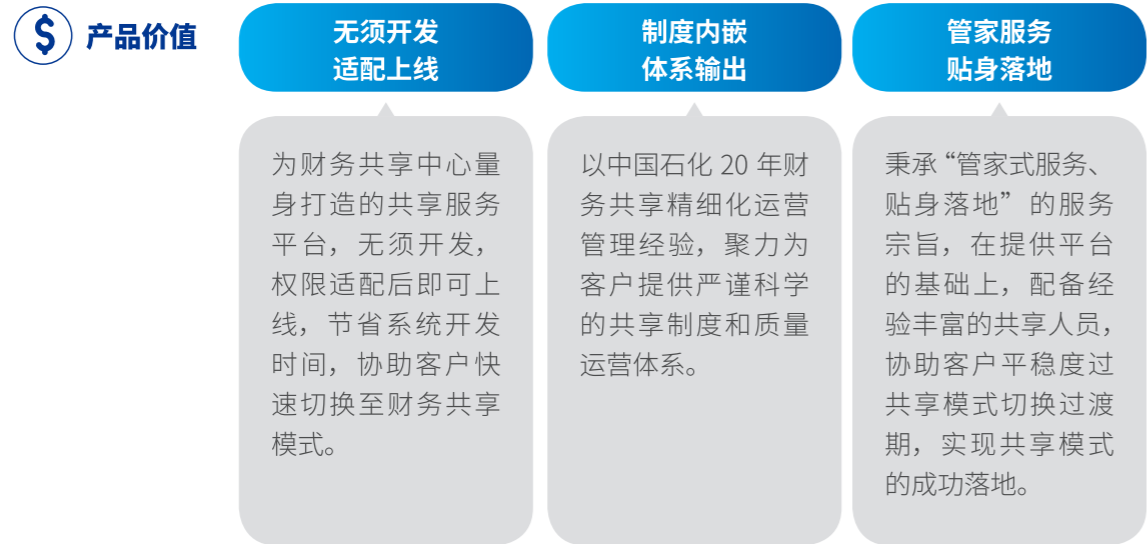 产品价值
无须开发
适配上线
为财务共享中心量
身打造的共享服务
平台，无须开发，
权限适配后即可上
线，节省系统开发
时间，协助客户快
速切换至财务共享
模式。
制度内嵌
体系输出
以中国石化 20 年财
务共享精细化运营
管理经验，聚力为
客户提供严谨科学
的共享制度和质量
运营体系。
管家服务
贴身落地
秉承“管家式服务、
贴身落地”的服务
宗旨，在提供平台
的基础上，配备经
验丰富的共享人员，
协助客户平稳度过
共享模式切换过渡
期，实现共享模式
的成功落地。